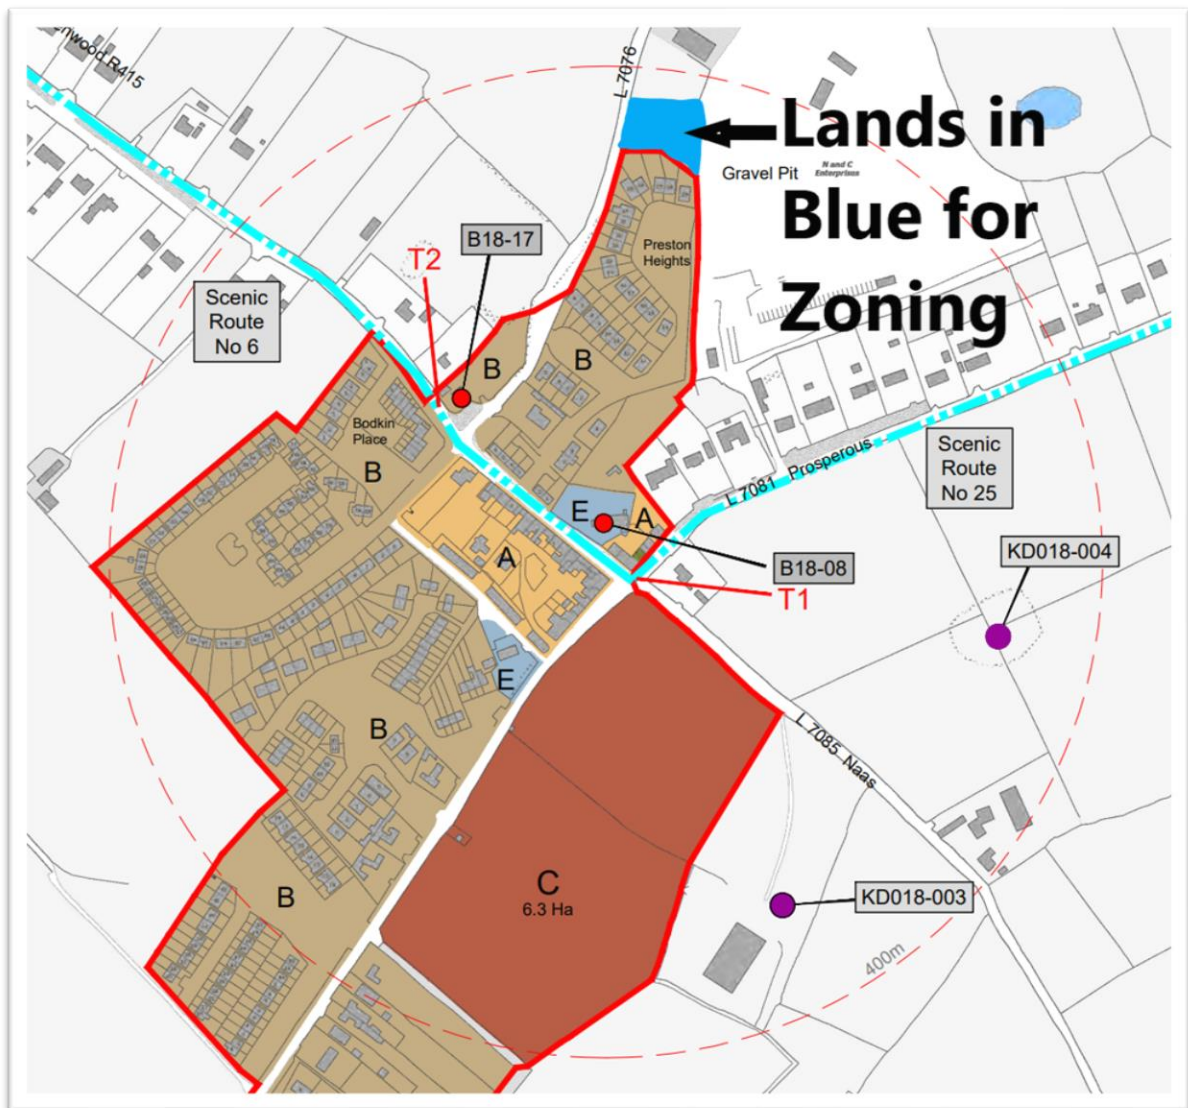 enwood R415
L 7076
Lands in
Blue for
Zoning
Gravel Pit
N and C
Enterprises
B18-17
T2
Preston
Heights
Scenic
Route
No 6
B
B
Bodkin
Place
B
Scenic
Route
No 25
L 7081 Prosperous
E
A
KD018-004
A
B18-08
T1
E
B
L 7085 Naas
C
6.3 Ha
B
KD018-003
400m